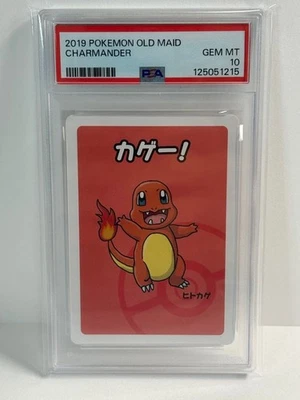 2019 POKEMON OLD MAID
CHARMANDER
GEM MT
10
PSA
125051215
カゲー!
ヒトカゲ